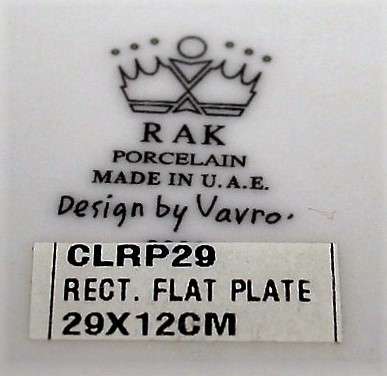 RAK
PORCELAIN
MADE IN U.A.E.
Design by Vavro.
CLRP29
RECT. FLAT PLATE
29X12CM